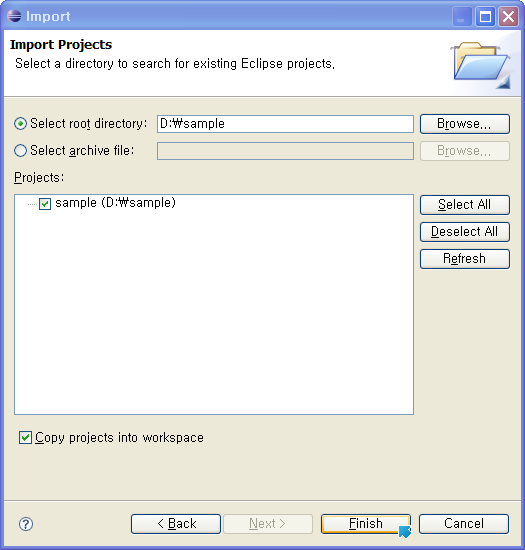 Import
Import Projects
Select a directory to search for existing Eclipse projects.
Select root directory: D:₩sample Browse...
Select archive file: Browse...
Projects:
sample (D:₩sample)
Select All
Deselect All
Refresh
Copy projects into workspace
? < Back Next > Finish Cancel